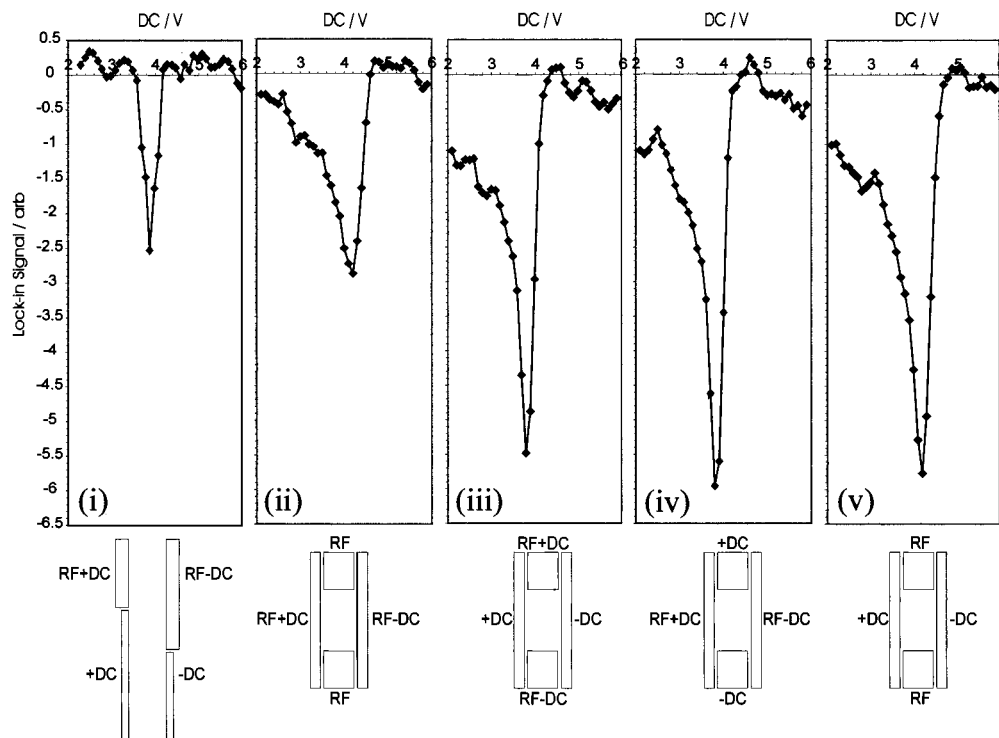 DC / V DC / V DC / V DC / V DC / V
0.5
2 3 4 5 6 2 3 4 5 6 2 3 4 5 6 2 3 4 5 6 2 3 4 5 6
0
-0.5
-1
-1.5
-2
-2.5
-3
-3.5
-4
-4.5
-5
-5.5
-6
-6.5
Lock-in Signal / arb
(i) (ii) (iii) (iv) (v)
RF+DC RF-DC
+DC -DC
RF
RF+DC RF-DC
RF
RF+DC
+DC -DC
RF-DC
+DC
RF+DC RF-DC
-DC
RF
+DC -DC
RF